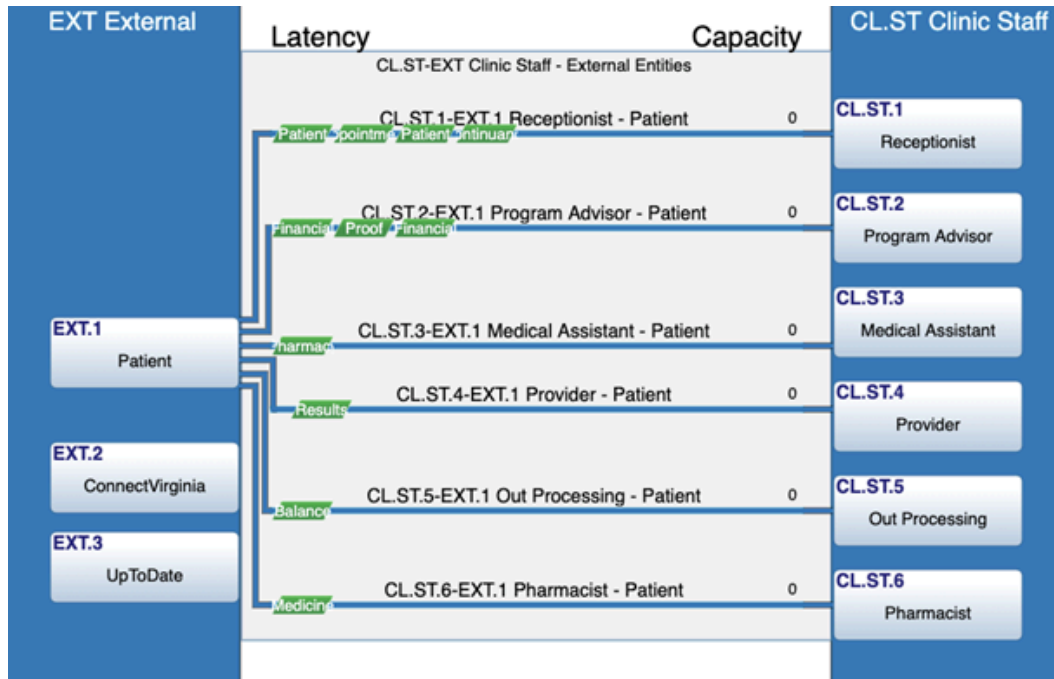 EXT External
Latency
Capacity
CL.ST Clinic Staff
CL.ST-EXT Clinic Staff - External Entities
CL.ST.1-EXT.1 Receptionist - Patient
0
Patient
Patient
CL.ST.1
Receptionist
CL.ST.2-EXT.1 Program Advisor - Patient
0
Financial
Proof
Financial
CL.ST.2
Program Advisor
EXT.1
Patient
CL.ST.3-EXT.1 Medical Assistant - Patient
0
CL.ST.3
Medical Assistant
CL.ST.4-EXT.1 Provider - Patient
0
Results
CL.ST.4
Provider
EXT.2
ConnectVirginia
CL.ST.5-EXT.1 Out Processing - Patient
0
Balance
CL.ST.5
Out Processing
EXT.3
UpToDate
CL.ST.6-EXT.1 Pharmacist - Patient
0
Medicine
CL.ST.6
Pharmacist